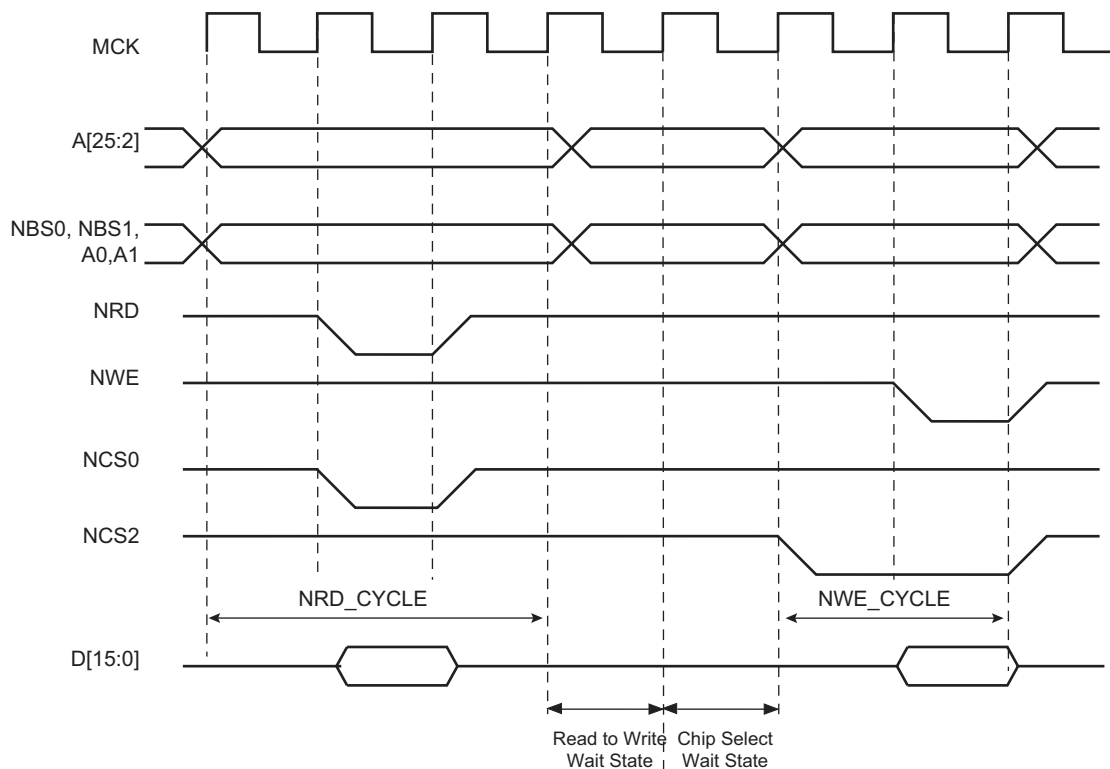 MCK
A[25:2]
NBS0, NBS1,
A0,A1
NRD
NWE
NCS0
NCS2
NRD_CYCLE
NWE_CYCLE
D[15:0]
Read to Write
Wait State
Chip Select
Wait State